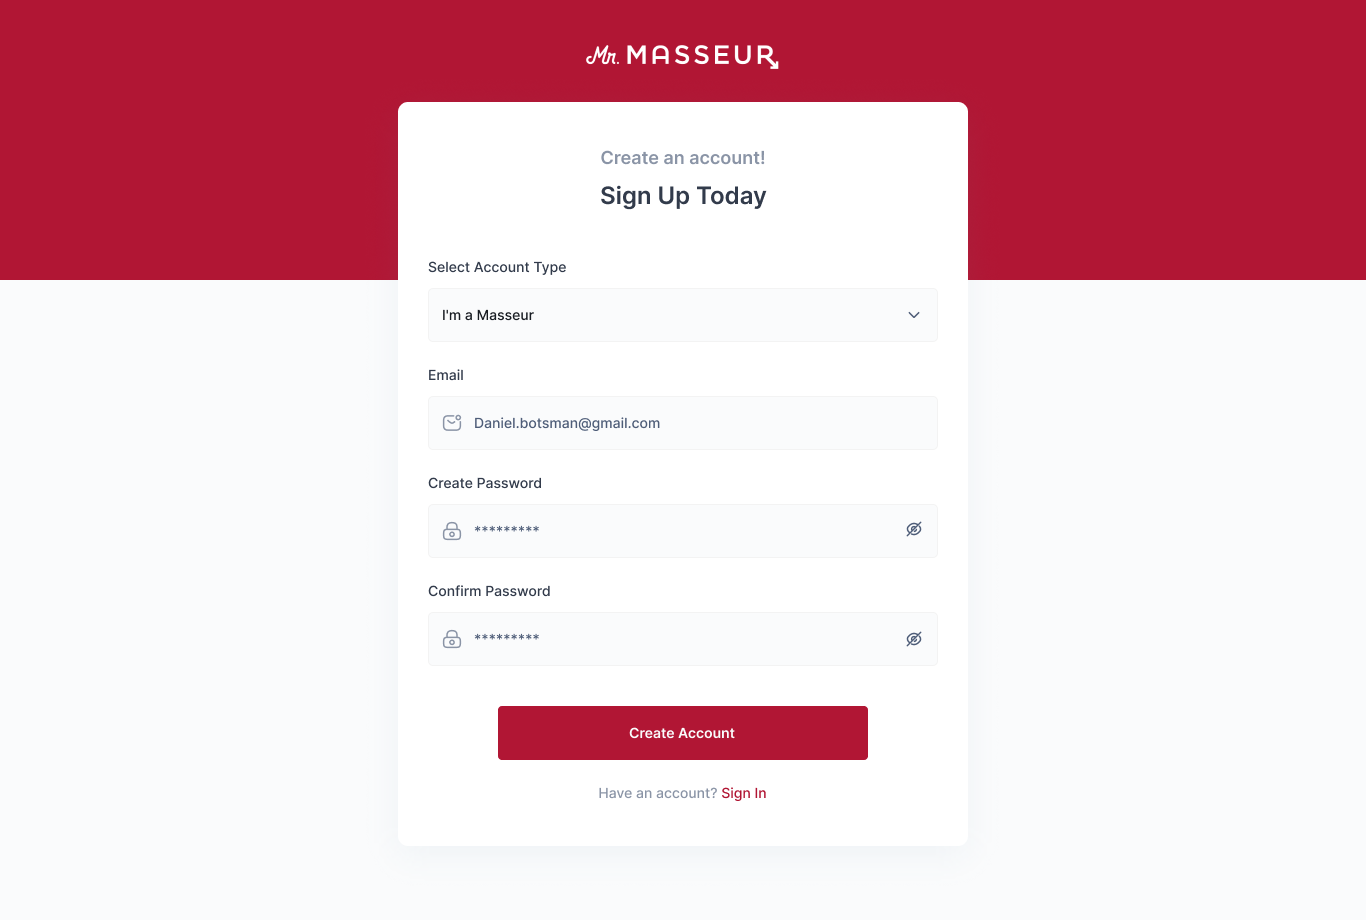 Mr. MASSEUR
Create an account!
Sign Up Today
Select Account Type
I'm a Masseur
Email
Daniel.botsman@gmail.com
Create Password
*********
Confirm Password
*********
Create Account
Have an account? Sign In